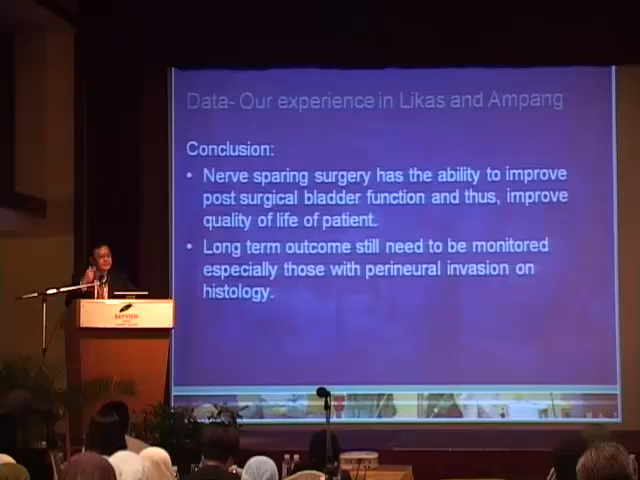 Data- Our experience in Likas and Ampang
Conclusion:
• Nerve sparing surgery has the ability to improve
post surgical bladder function and thus, improve
quality of life of patient.
• Long term outcome still need to be monitored
especially those with perineural invasion on
histology.
BAYVIEW